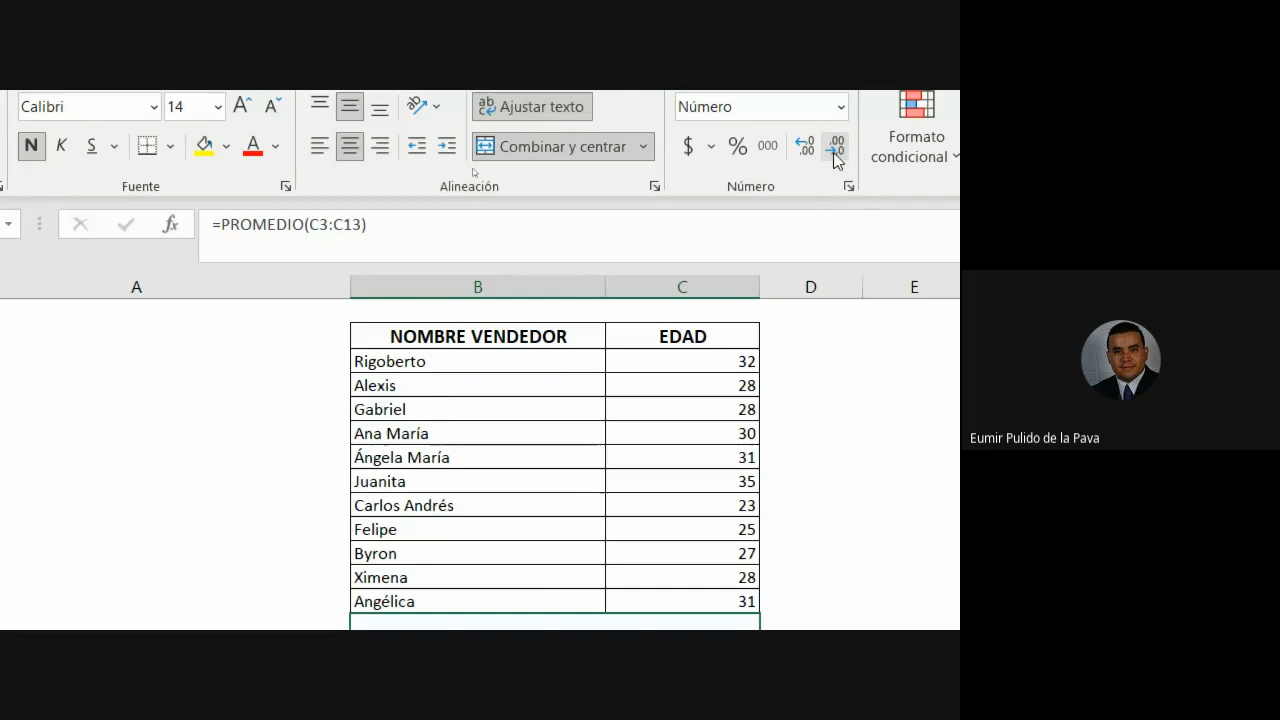 Calibri 14 A A Ajustar texto Número
N K S A Combinar y centrar $ % 000 ,00 ,00 Formato condicional
Fuente Alineación Número
fx =PROMEDIO(C3:C13)
A B C D E
NOMBRE VENDEDOR EDAD
Rigoberto 32
Alexis 28
Gabriel 28
Ana María 30
Ángela María 31
Juanita 35
Carlos Andrés 23
Felipe 25
Byron 27
Ximena 28
Angélica 31
Eumir Pulido de la Pava